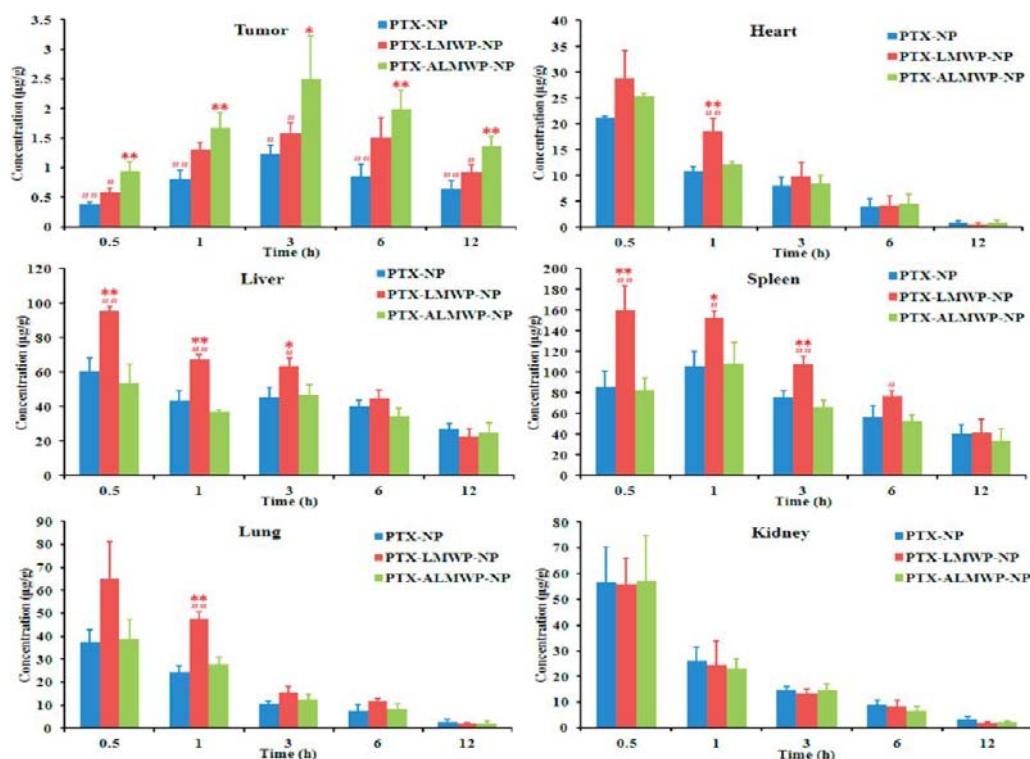 Tumor
PTX-NP
PTX-LMWP-NP
PTX-ALMWP-NP
Concentration (µg/g)
3.5
3
2.5
2
1.5
1
0.5
0
## # **
## **
# # *
## **
## # **
0.5 1 3 6 12
Time (h)
Heart
PTX-NP
PTX-LMWP-NP
PTX-ALMWP-NP
Concentration (µg/g)
40
35
30
25
20
15
10
5
0
**
##
0.5 1 3 6 12
Time (h)
Liver
PTX-NP
PTX-LMWP-NP
PTX-ALMWP-NP
Concentration (µg/g)
120
100
80
60
40
20
0
**
##
**
##
*
#
0.5 1 3 6 12
Time (h)
Spleen
PTX-NP
PTX-LMWP-NP
PTX-ALMWP-NP
Concentration (µg/g)
200
180
160
140
120
100
80
60
40
20
0
**
##
*
#
**
##
#
0.5 1 3 6 12
Time (h)
Lung
PTX-NP
PTX-LMWP-NP
PTX-ALMWP-NP
Concentration (µg/g)
90
80
70
60
50
40
30
20
10
0
**
##
0.5 1 3 6 12
Time (h)
Kidney
PTX-NP
PTX-LMWP-NP
PTX-ALMWP-NP
Concentration (µg/g)
80
70
60
50
40
30
20
10
0
0.5 1 3 6 12
Time (h)